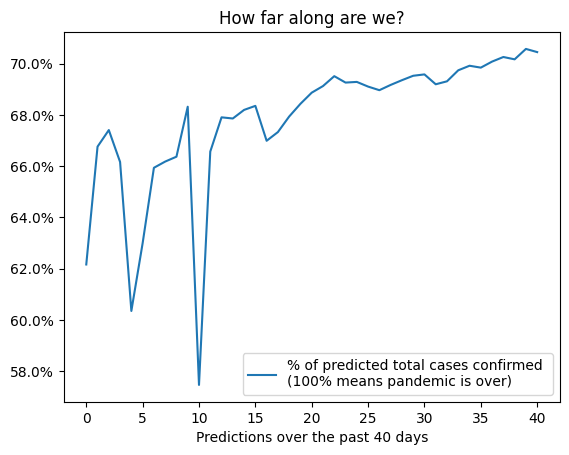 How far along are we?
70.0%
68.0%
66.0%
64.0%
62.0%
60.0%
58.0%
% of predicted total cases confirmed
(100% means pandemic is over)
0 5 10 15 20 25 30 35 40
Predictions over the past 40 days